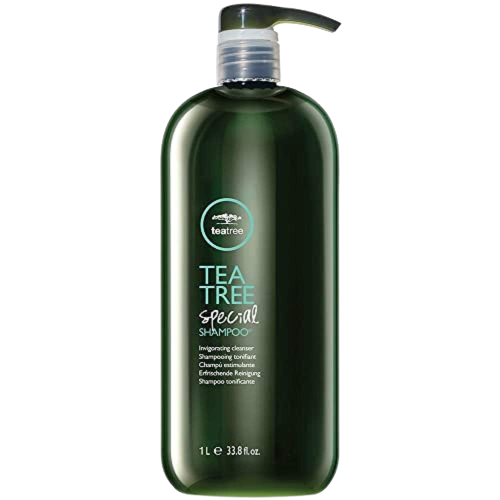 teatree
TEA
TREE
special
SHAMPOO®
Invigorating cleanser
Shampooing tonifiant
Champú estimulante
Erfrischende Reinigung
Shampoo tonificante
1 L ℮ 33.8 fl. oz.